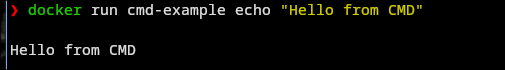 ❯ docker run cmd-example echo "Hello from CMD"
Hello from CMD